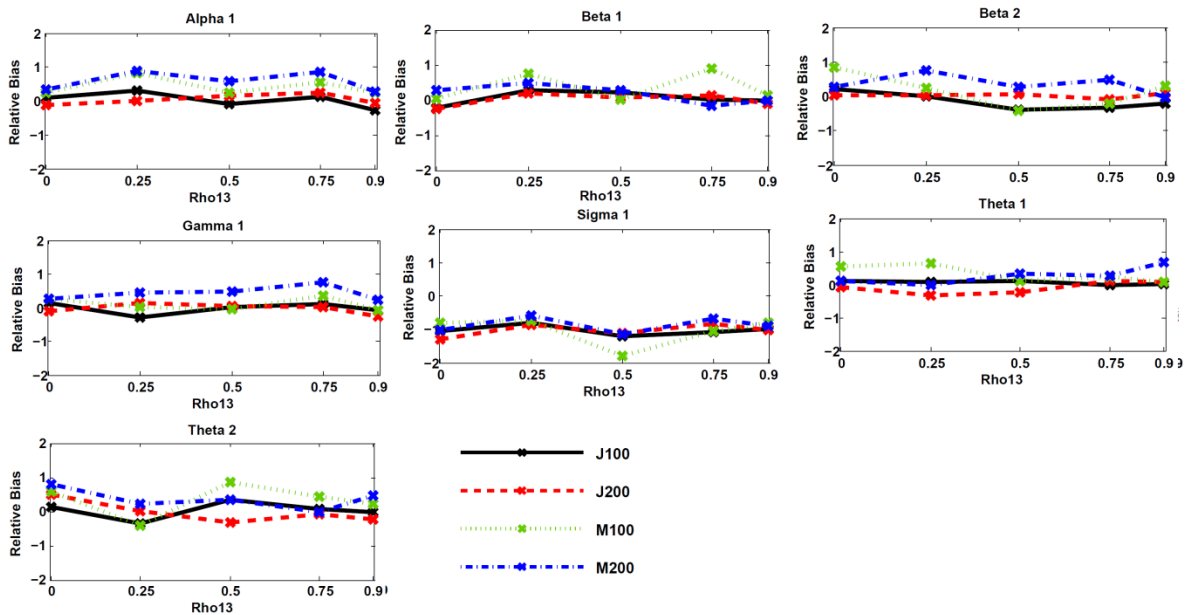 Alpha 1
Relative Bias
2
1
0
−1
−2
0 0.25 0.5 0.75 0.9
Rho13
Beta 1
Relative Bias
2
1
0
−1
−2
0 0.25 0.5 0.75 0.9
Rho13
Beta 2
Relative Bias
2
1
0
−1
−2
0 0.25 0.5 0.75 0.9
Rho13
Gamma 1
Relative Bias
2
1
0
−1
−2
0 0.25 0.5 0.75 0.9
Rho13
Sigma 1
Relative Bias
2
1
0
−1
−2
0 0.25 0.5 0.75 0.9
Rho13
Theta 1
Relative Bias
2
1
0
−1
−2
0 0.25 0.5 0.75 0.9
Rho13
Theta 2
Relative Bias
2
1
0
−1
−2
0 0.25 0.5 0.75 0.9
Rho13
J100
J200
M100
M200